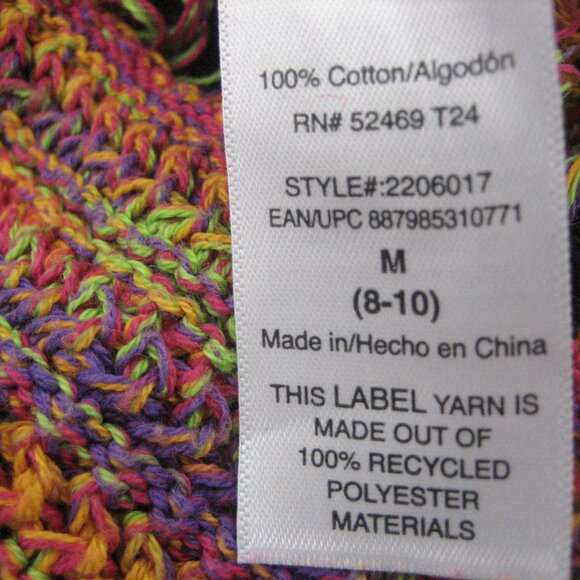 100% Cotton/Algodón
RN# 52469 T24
STYLE#:2206017
EAN/UPC 887985310771
M
(8-10)
Made in/Hecho en China
THIS LABEL YARN IS
MADE OUT OF
100% RECYCLED
POLYESTER
MATERIALS